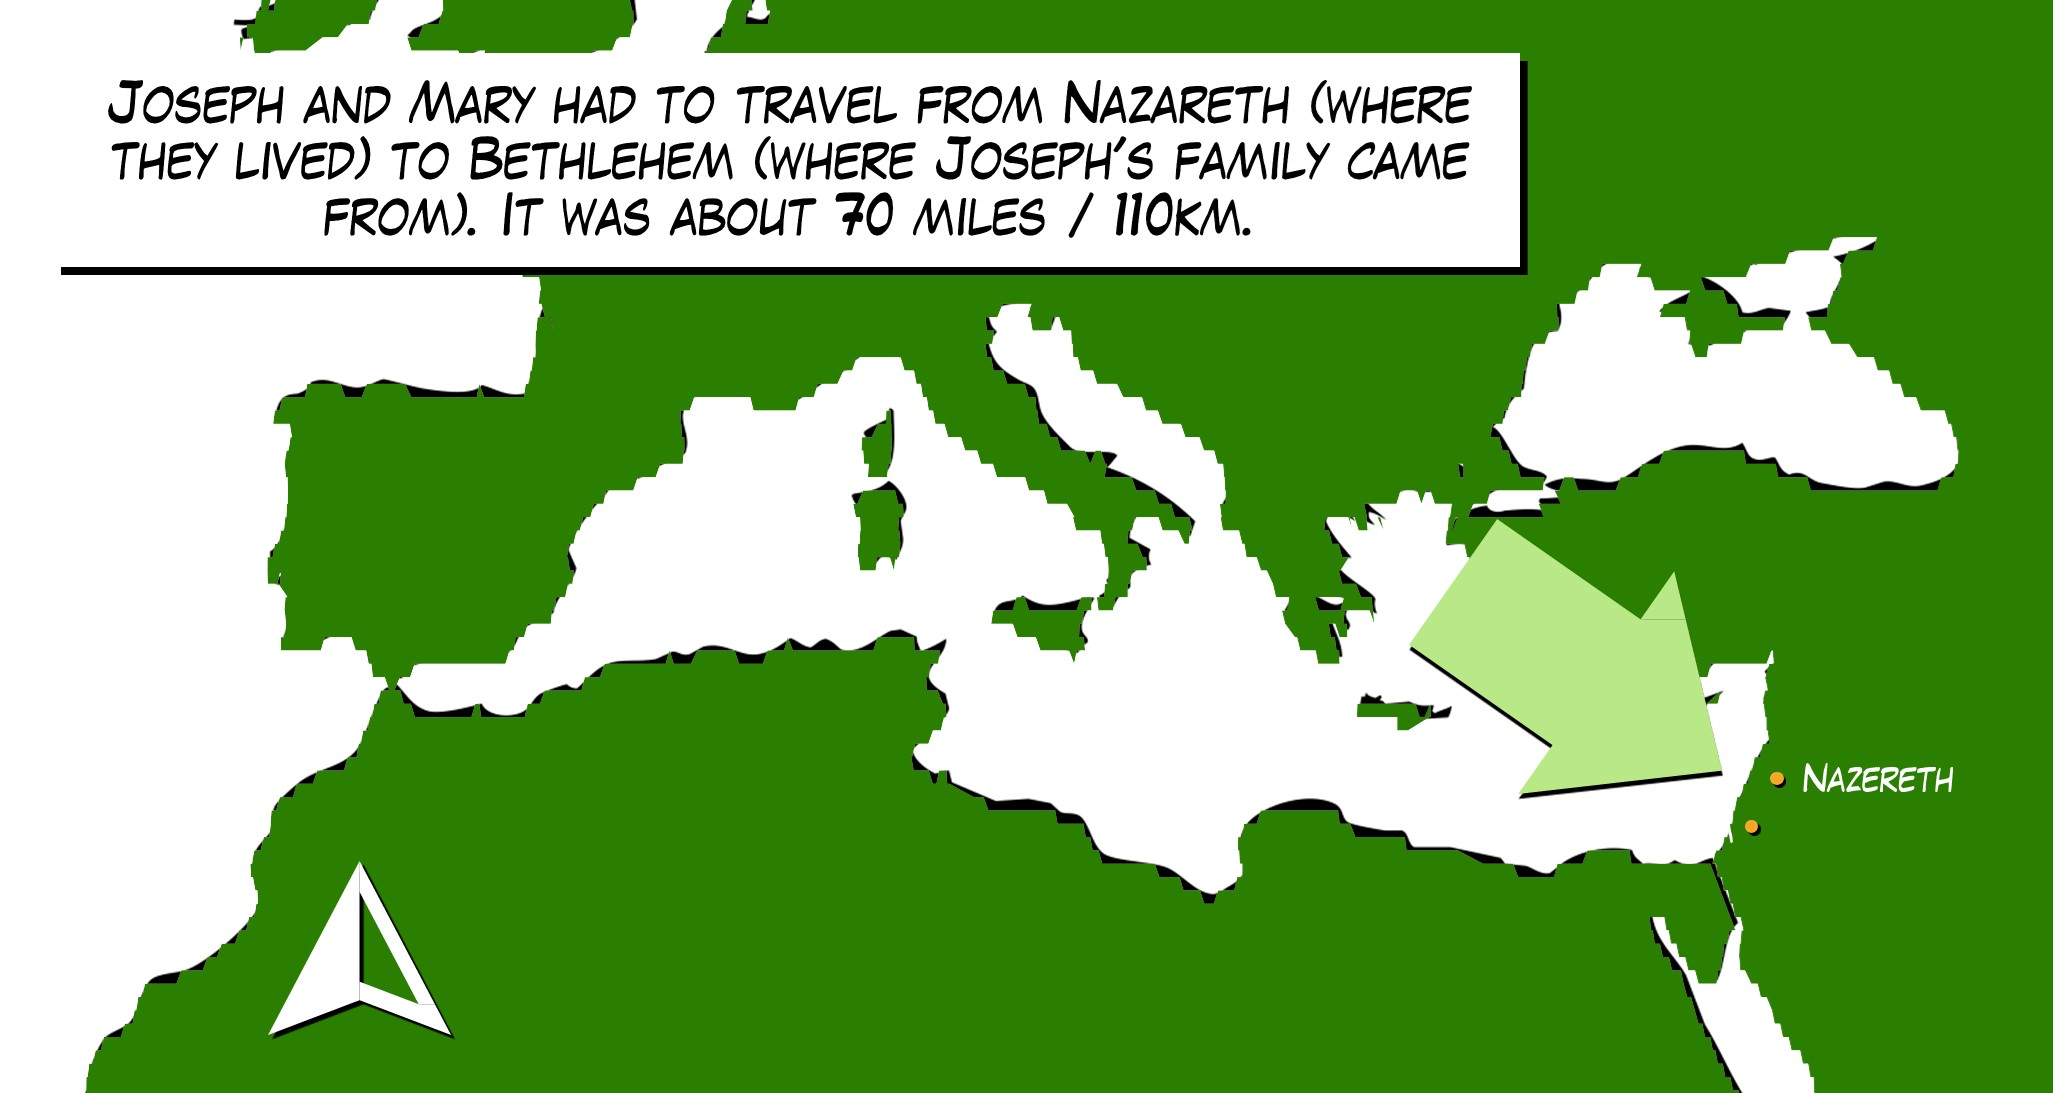 Joseph and Mary had to travel from Nazareth (where
they lived) to Bethlehem (where Joseph's family came
from). It was about 70 miles / 110km.
Nazereth